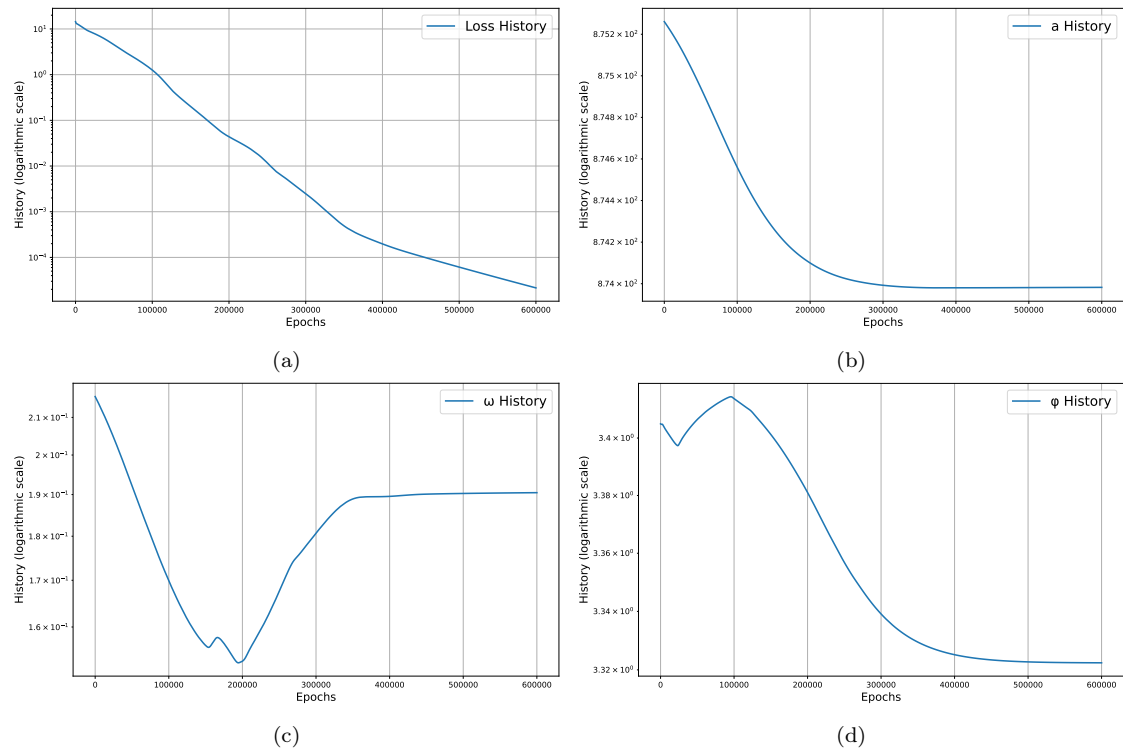 Loss History
History (logarithmic scale)
10¹
10⁰
10⁻¹
10⁻²
10⁻³
10⁻⁴
0 100000 200000 300000 400000 500000 600000
Epochs
(a)
a History
History (logarithmic scale)
8.752 × 10²
8.75 × 10²
8.748 × 10²
8.746 × 10²
8.744 × 10²
8.742 × 10²
8.74 × 10²
0 100000 200000 300000 400000 500000 600000
Epochs
(b)
ω History
History (logarithmic scale)
2.1 × 10⁻¹
2 × 10⁻¹
1.9 × 10⁻¹
1.8 × 10⁻¹
1.7 × 10⁻¹
1.6 × 10⁻¹
0 100000 200000 300000 400000 500000 600000
Epochs
(c)
φ History
History (logarithmic scale)
3.4 × 10⁰
3.38 × 10⁰
3.36 × 10⁰
3.34 × 10⁰
3.32 × 10⁰
0 100000 200000 300000 400000 500000 600000
Epochs
(d)